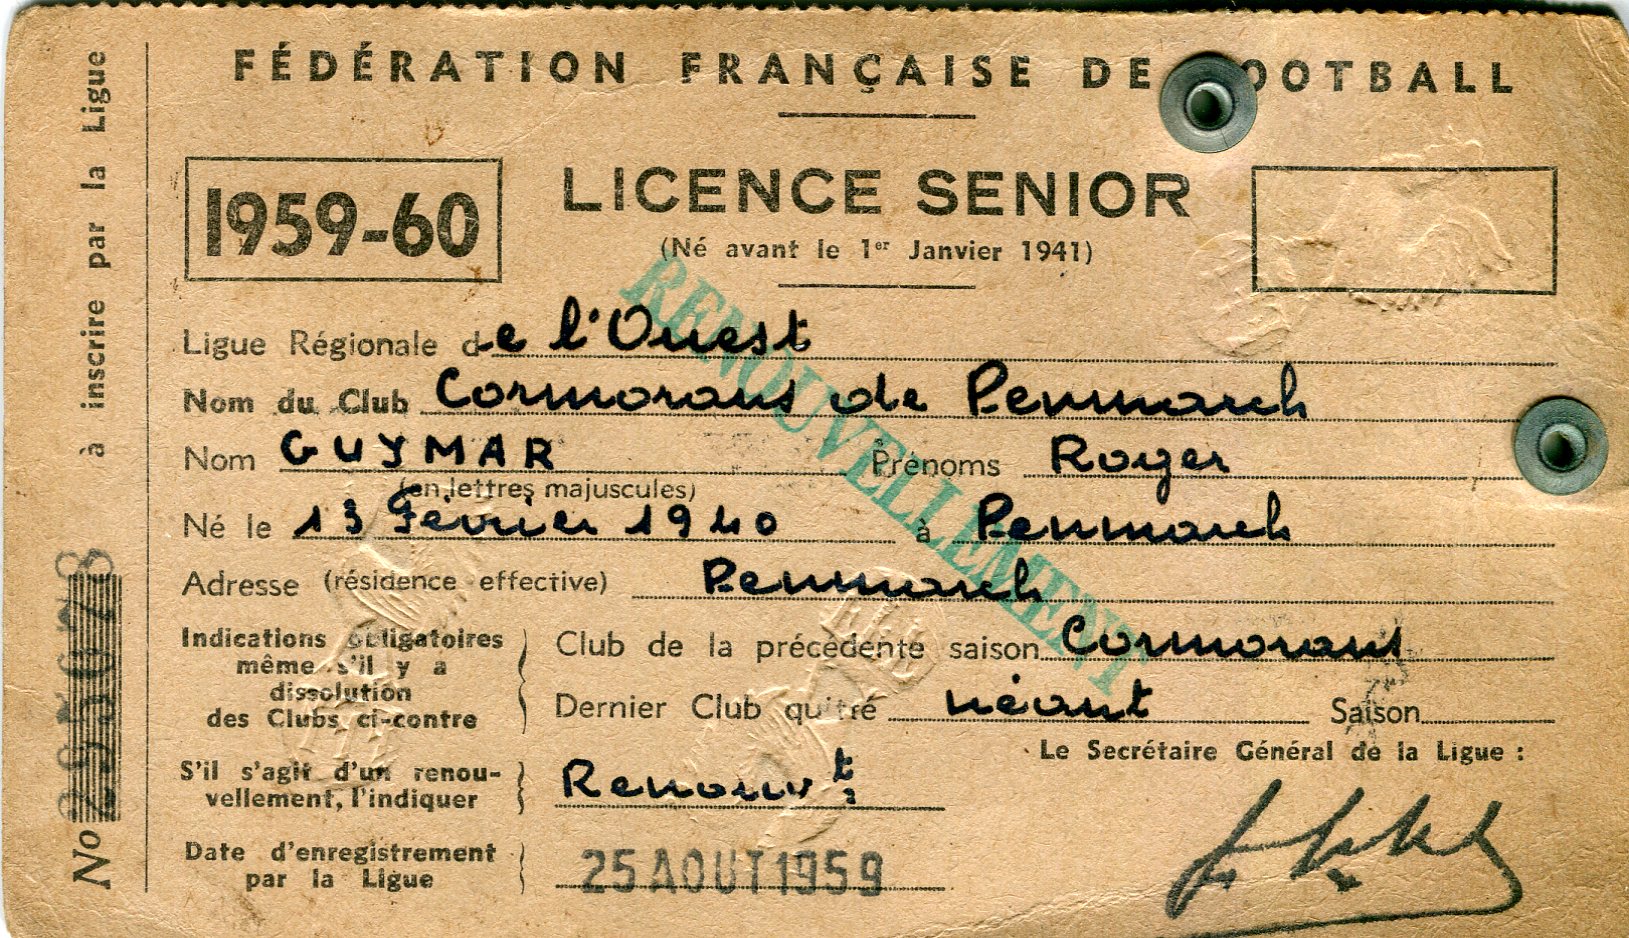 FÉDÉRATION FRANÇAISE DE FOOTBALL
1959-60
LICENCE SENIOR
(Né avant le 1er Janvier 1941)
RENOUVELLEMENT
Ligue Régionale de l'Ouest
Nom du Club Cormorans de Penmarch
Nom GUYMAR Prénoms Roger
(en lettres majuscules)
Né le 13 Février 1940 à Penmarch
Adresse (résidence effective) Penmarch
Indications obligatoires
même s'il y a
dissolution
des Clubs ci-contre
Club de la précédente saison Cormorans
Dernier Club quitté néant Saison
Le Secrétaire Général de la Ligue :
S'il s'agit d'un renou-
vellement, l'indiquer
Renouvt
Date d'enregistrement
par la Ligue
25 AOUT 1959
No
à inscrire par la Ligue